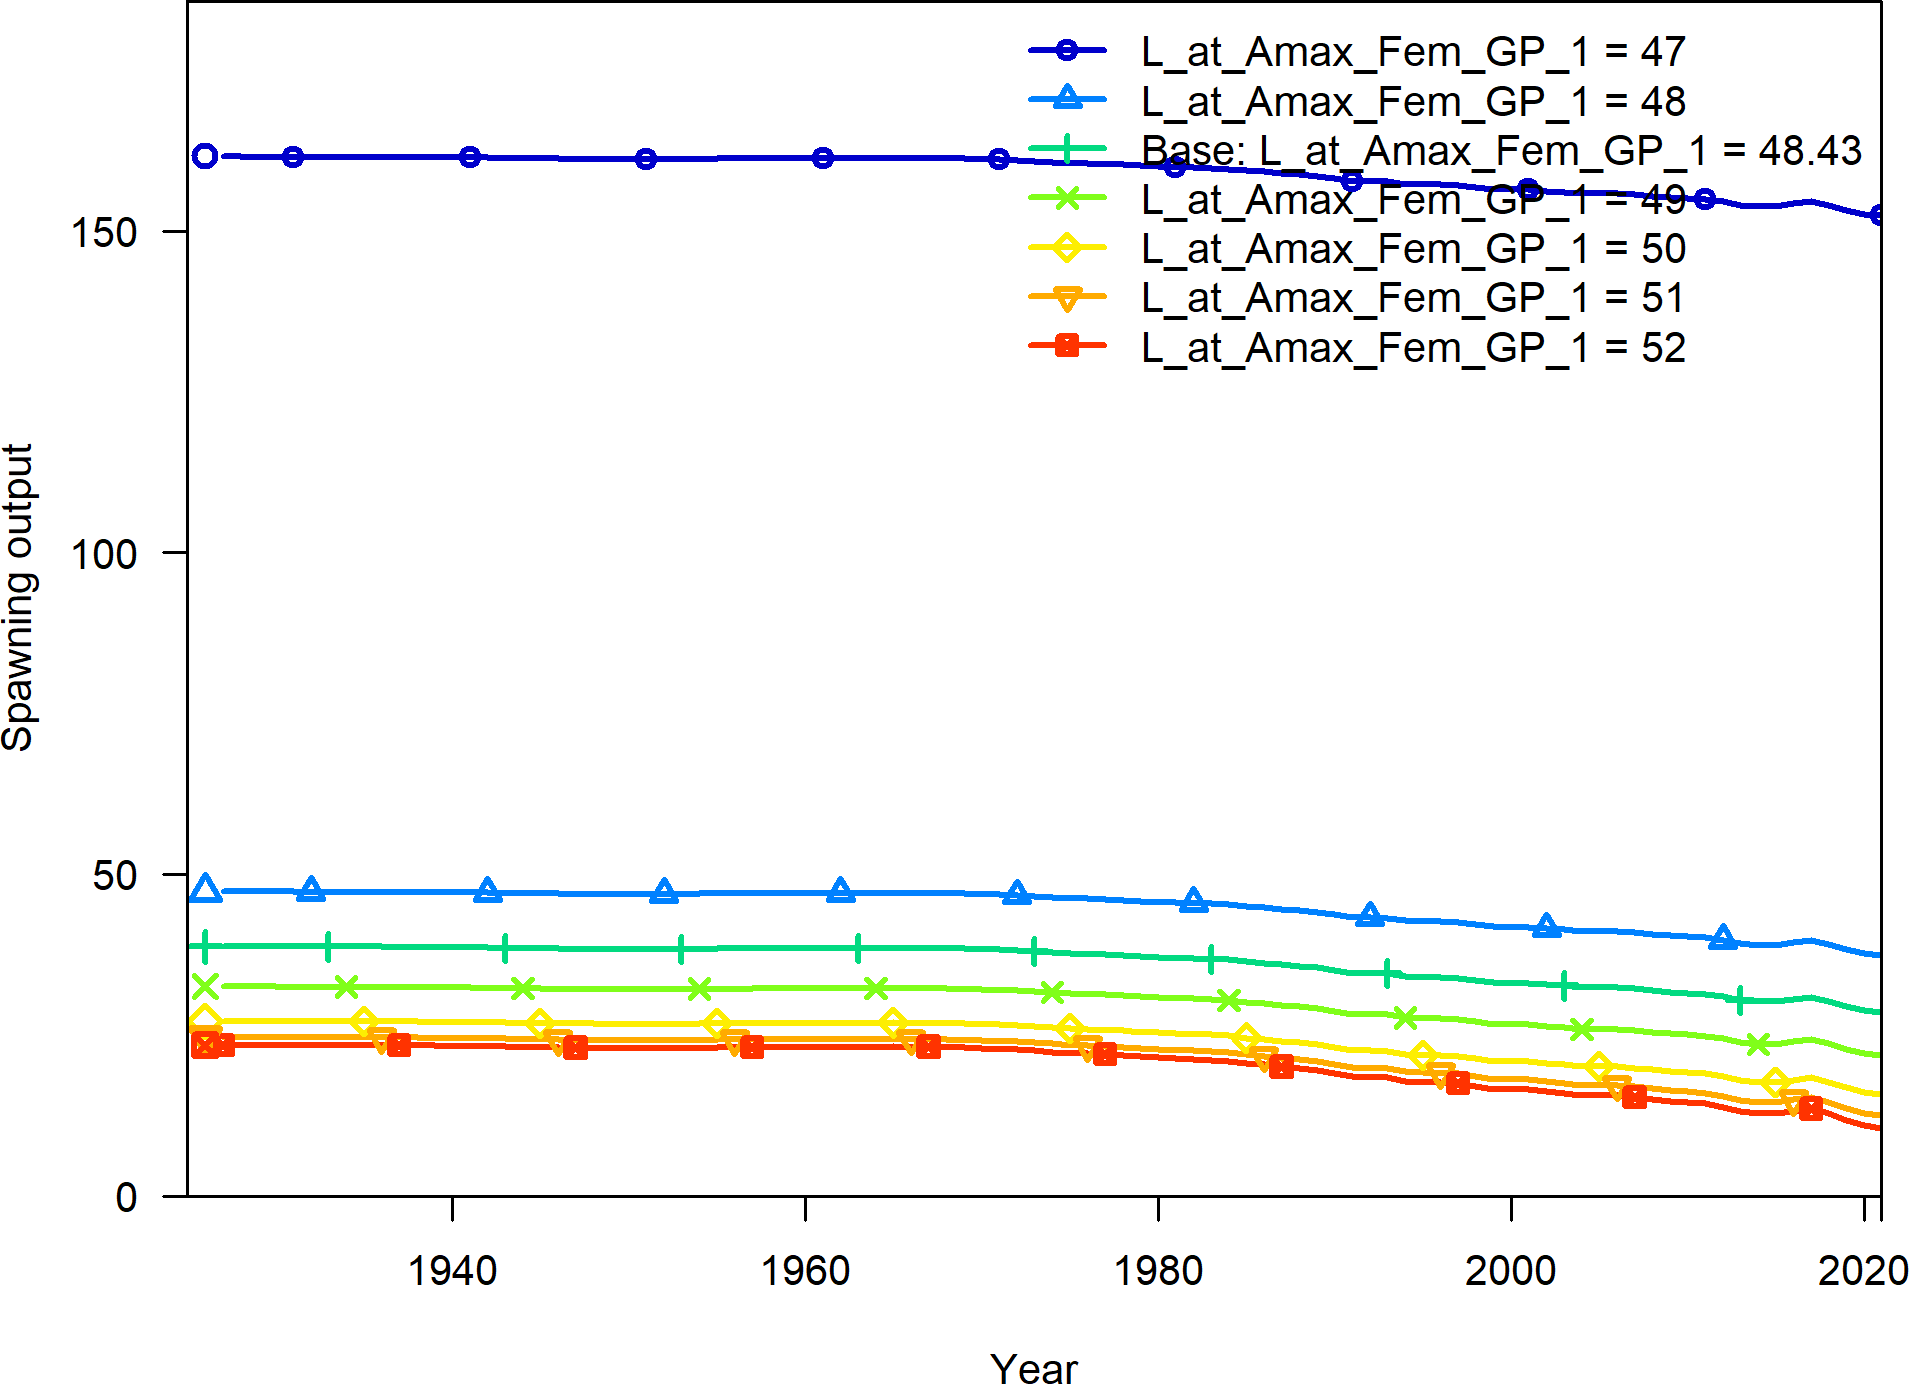 L_at_Amax_Fem_GP_1 = 47
L_at_Amax_Fem_GP_1 = 48
Base: L_at_Amax_Fem_GP_1 = 48.43
L_at_Amax_Fem_GP_1 = 49
L_at_Amax_Fem_GP_1 = 50
L_at_Amax_Fem_GP_1 = 51
L_at_Amax_Fem_GP_1 = 52
Spawning output
150
100
50
0
1940 1960 1980 2000 2020
Year